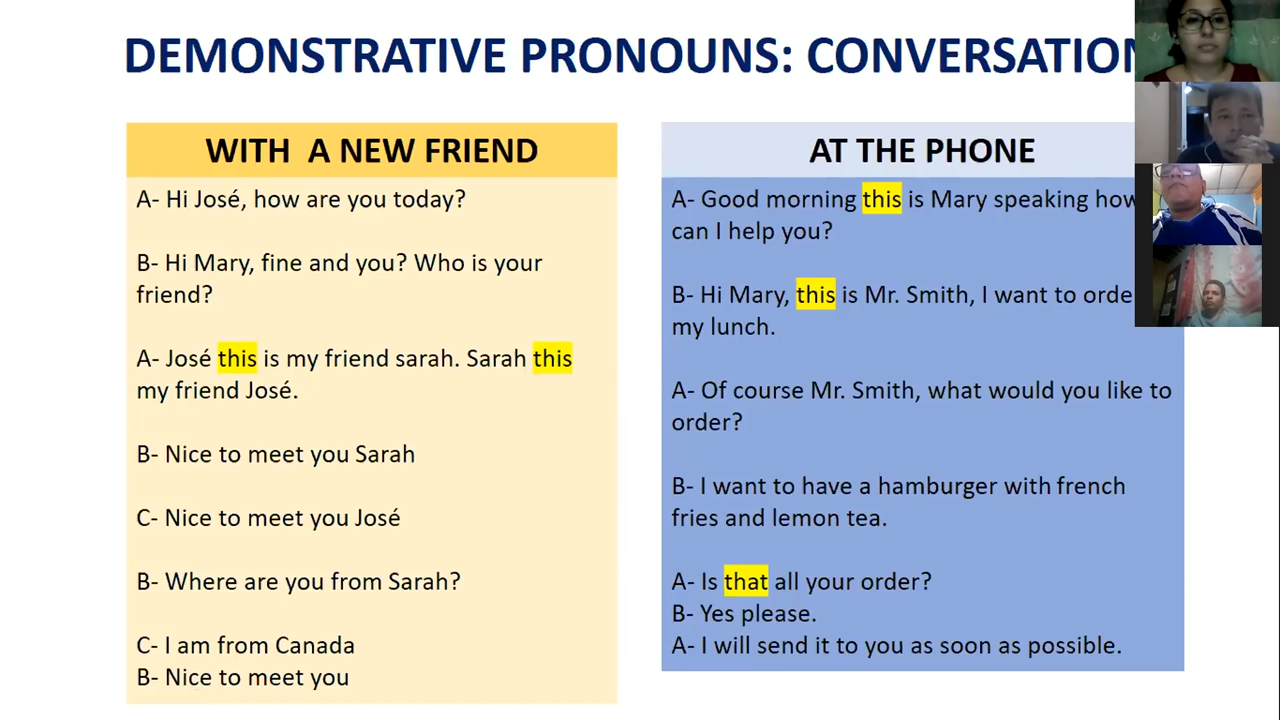 DEMONSTRATIVE PRONOUNS: CONVERSATION
WITH A NEW FRIEND
A- Hi José, how are you today?
B- Hi Mary, fine and you? Who is your
friend?
A- José this is my friend sarah. Sarah this
my friend José.
B- Nice to meet you Sarah
C- Nice to meet you José
B- Where are you from Sarah?
C- I am from Canada
B- Nice to meet you
AT THE PHONE
A- Good morning this is Mary speaking how
can I help you?
B- Hi Mary, this is Mr. Smith, I want to orde
my lunch.
A- Of course Mr. Smith, what would you like to
order?
B- I want to have a hamburger with french
fries and lemon tea.
A- Is that all your order?
B- Yes please.
A- I will send it to you as soon as possible.